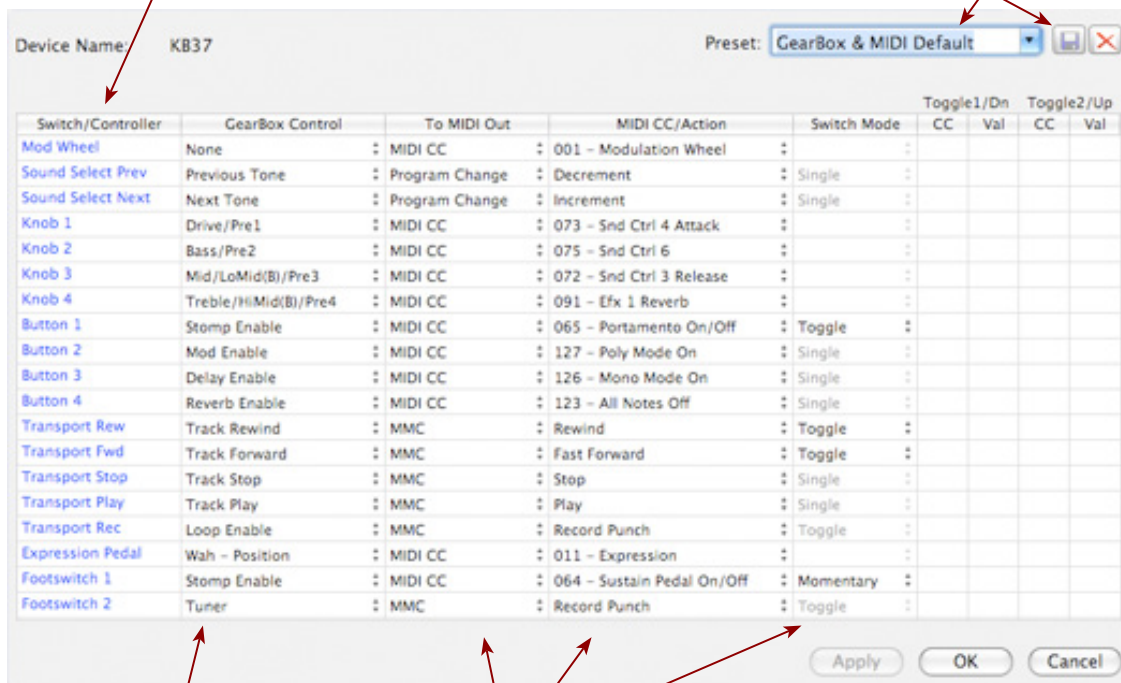 Device Name: KB37 Preset: GearBox & MIDI Default
Toggle1/Dn Toggle2/Up
Switch/Controller GearBox Control To MIDI Out MIDI CC/Action Switch Mode CC Val CC Val
Mod Wheel None MIDI CC 001 - Modulation Wheel
Sound Select Prev Previous Tone Program Change Decrement Single
Sound Select Next Next Tone Program Change Increment Single
Knob 1 Drive/Pre1 MIDI CC 073 - Snd Ctrl 4 Attack
Knob 2 Bass/Pre2 MIDI CC 075 - Snd Ctrl 6
Knob 3 Mid/LoMid(B)/Pre3 MIDI CC 072 - Snd Ctrl 3 Release
Knob 4 Treble/HiMid(B)/Pre4 MIDI CC 091 - Efx 1 Reverb
Button 1 Stomp Enable MIDI CC 065 - Portamento On/Off Toggle
Button 2 Mod Enable MIDI CC 127 - Poly Mode On Single
Button 3 Delay Enable MIDI CC 126 - Mono Mode On Single
Button 4 Reverb Enable MIDI CC 123 - All Notes Off Single
Transport Rew Track Rewind MMC Rewind Toggle
Transport Fwd Track Forward MMC Fast Forward Toggle
Transport Stop Track Stop MMC Stop Single
Transport Play Track Play MMC Play Single
Transport Rec Loop Enable MMC Record Punch Toggle
Expression Pedal Wah - Position MIDI CC 011 - Expression
Footswitch 1 Stomp Enable MIDI CC 064 - Sustain Pedal On/Off Momentary
Footswitch 2 Tuner MMC Record Punch Toggle
Apply OK Cancel